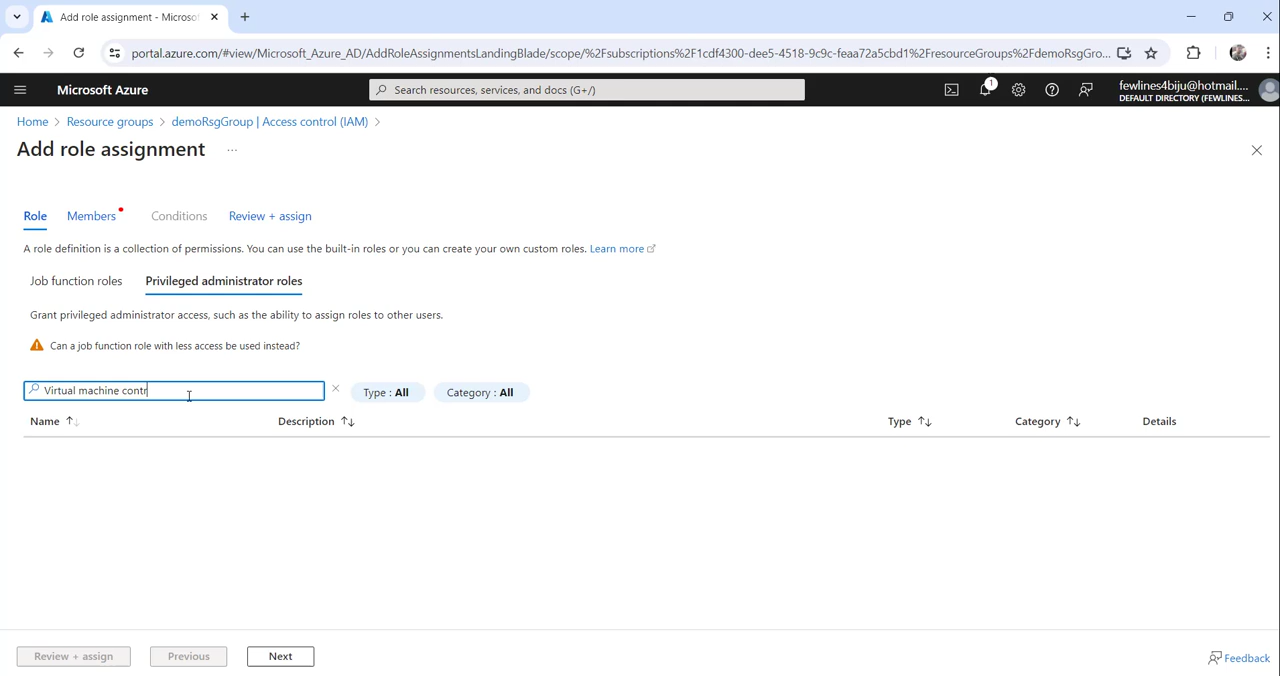 Add role assignment - Microso
portal.azure.com/#view/Microsoft_Azure_AD/AddRoleAssignmentsLandingBlade/scope/%2Fsubscriptions%2F1cdf4300-dee5-4518-9c9c-feaa72a5cbd1%2FresourceGroups%2FdemoRsgGro...
Microsoft Azure
Search resources, services, and docs (G+/)
1
fewlines4biju@hotmail....
DEFAULT DIRECTORY (FEWLINES...
Home > Resource groups > demoRsgGroup | Access control (IAM) >
Add role assignment ...
Role Members Conditions Review + assign
A role definition is a collection of permissions. You can use the built-in roles or you can create your own custom roles. Learn more
Job function roles Privileged administrator roles
Grant privileged administrator access, such as the ability to assign roles to other users.
Can a job function role with less access be used instead?
Virtual machine contr
Type : All Category : All
Name Description Type Category Details
Review + assign Previous Next
Feedback